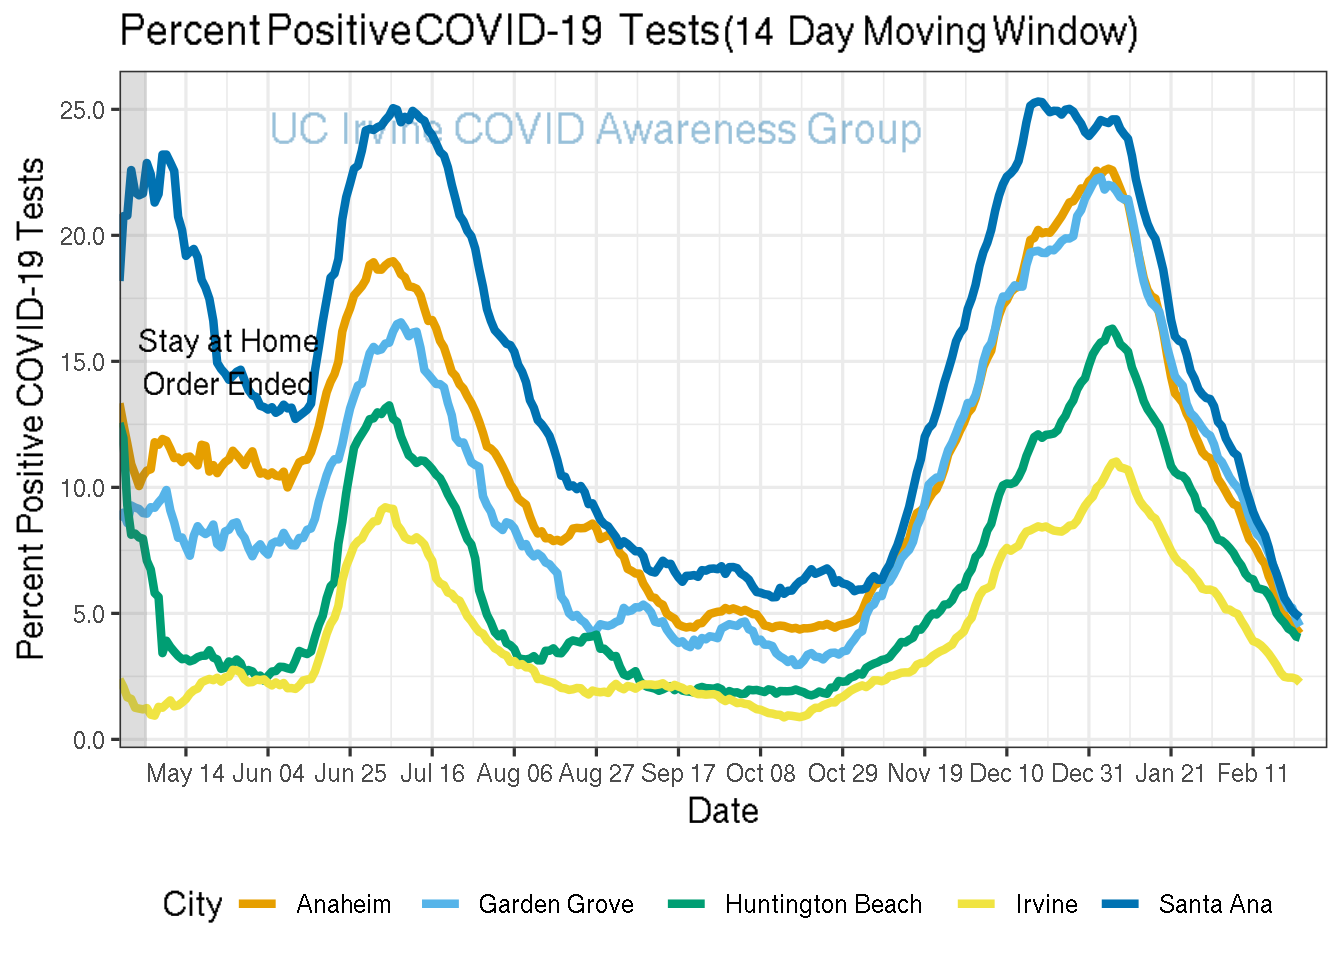 Percent Positive COVID-19 Tests(14 Day Moving Window)
UC Irvine COVID Awareness Group
Percent Positive COVID-19 Tests
25.0
20.0
15.0
10.0
5.0
0.0
Stay at Home
Order Ended
May 14 Jun 04 Jun 25 Jul 16 Aug 06 Aug 27 Sep 17 Oct 08 Oct 29 Nov 19 Dec 10 Dec 31 Jan 21 Feb 11
Date
City Anaheim Garden Grove Huntington Beach Irvine Santa Ana